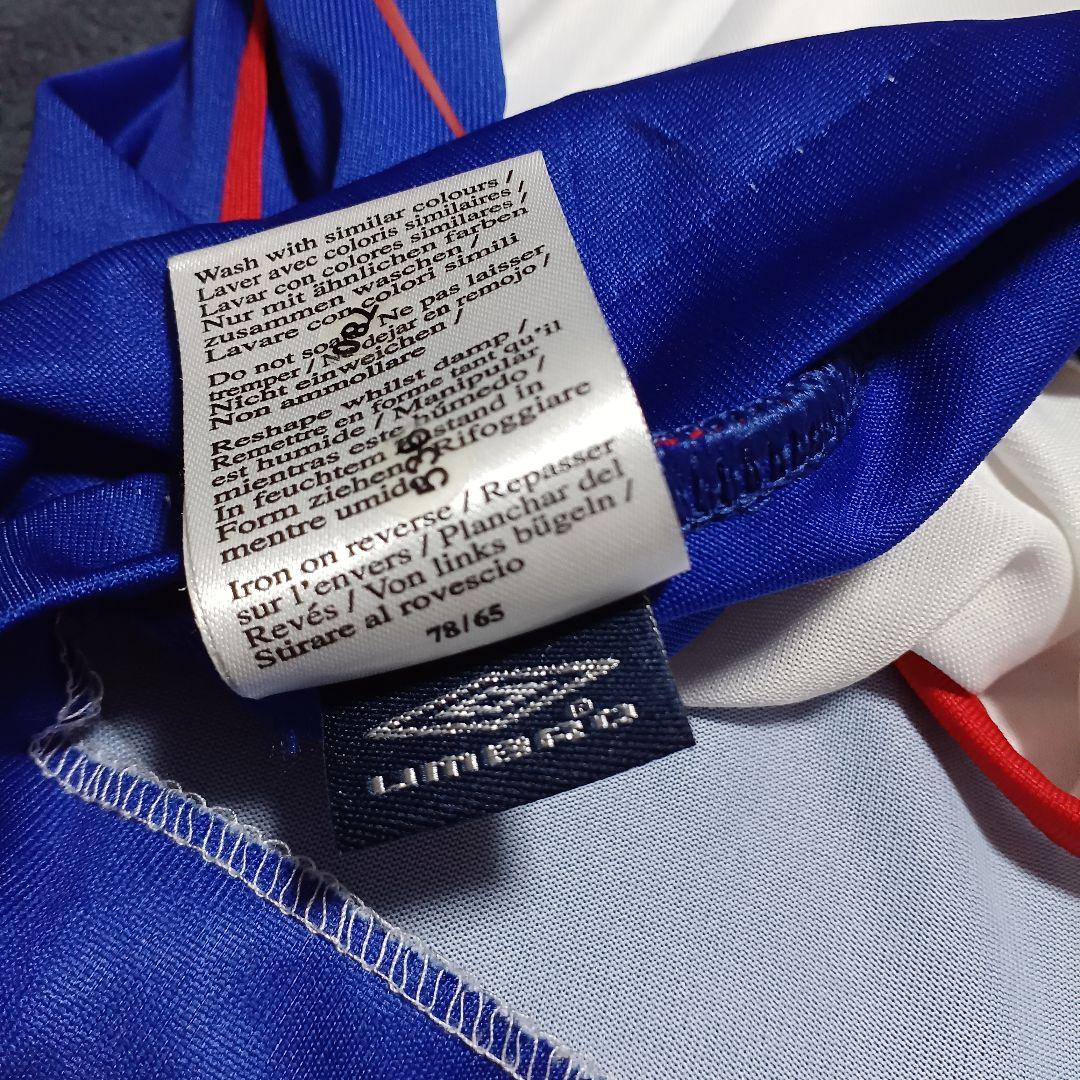 Wash with similar colours /
Laver avec coloris similaires /
Lavar con colores similares /
Nur mit ähnlichen farben
zusammen waschen /
Lavare con colori simili
Do not soak / Ne pas laisser
tremper / No dejar en remojo /
Nicht einweichen /
Non ammoliare
Reshape whilst damp /
Remettre en forme tant qu'il
est humide / Manipular
mientras este húmedo /
In feuchtem Zustand in
Form ziehen / Rifoggiare
mentre umido
Iron on reverse / Repasser
sur l'envers / Planchar del
Revés / Von links bügeln /
Stirare al rovescio
78/65
umbro